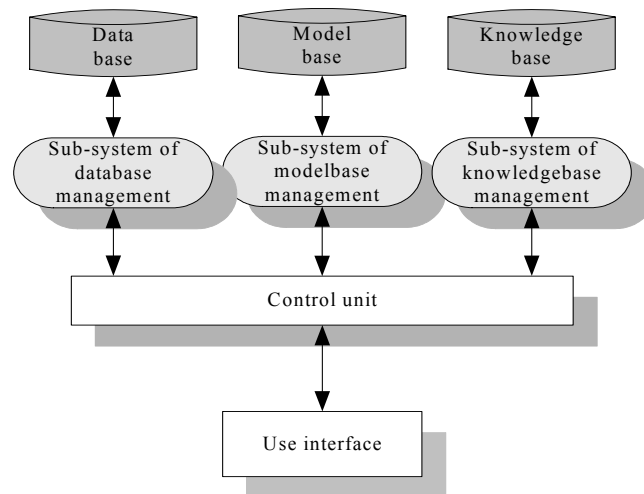 Data
base
Model
base
Knowledge
base
Sub-system of
database
management
Sub-system of
modelbase
management
Sub-system of
knowledgebase
management
Control unit
Use interface